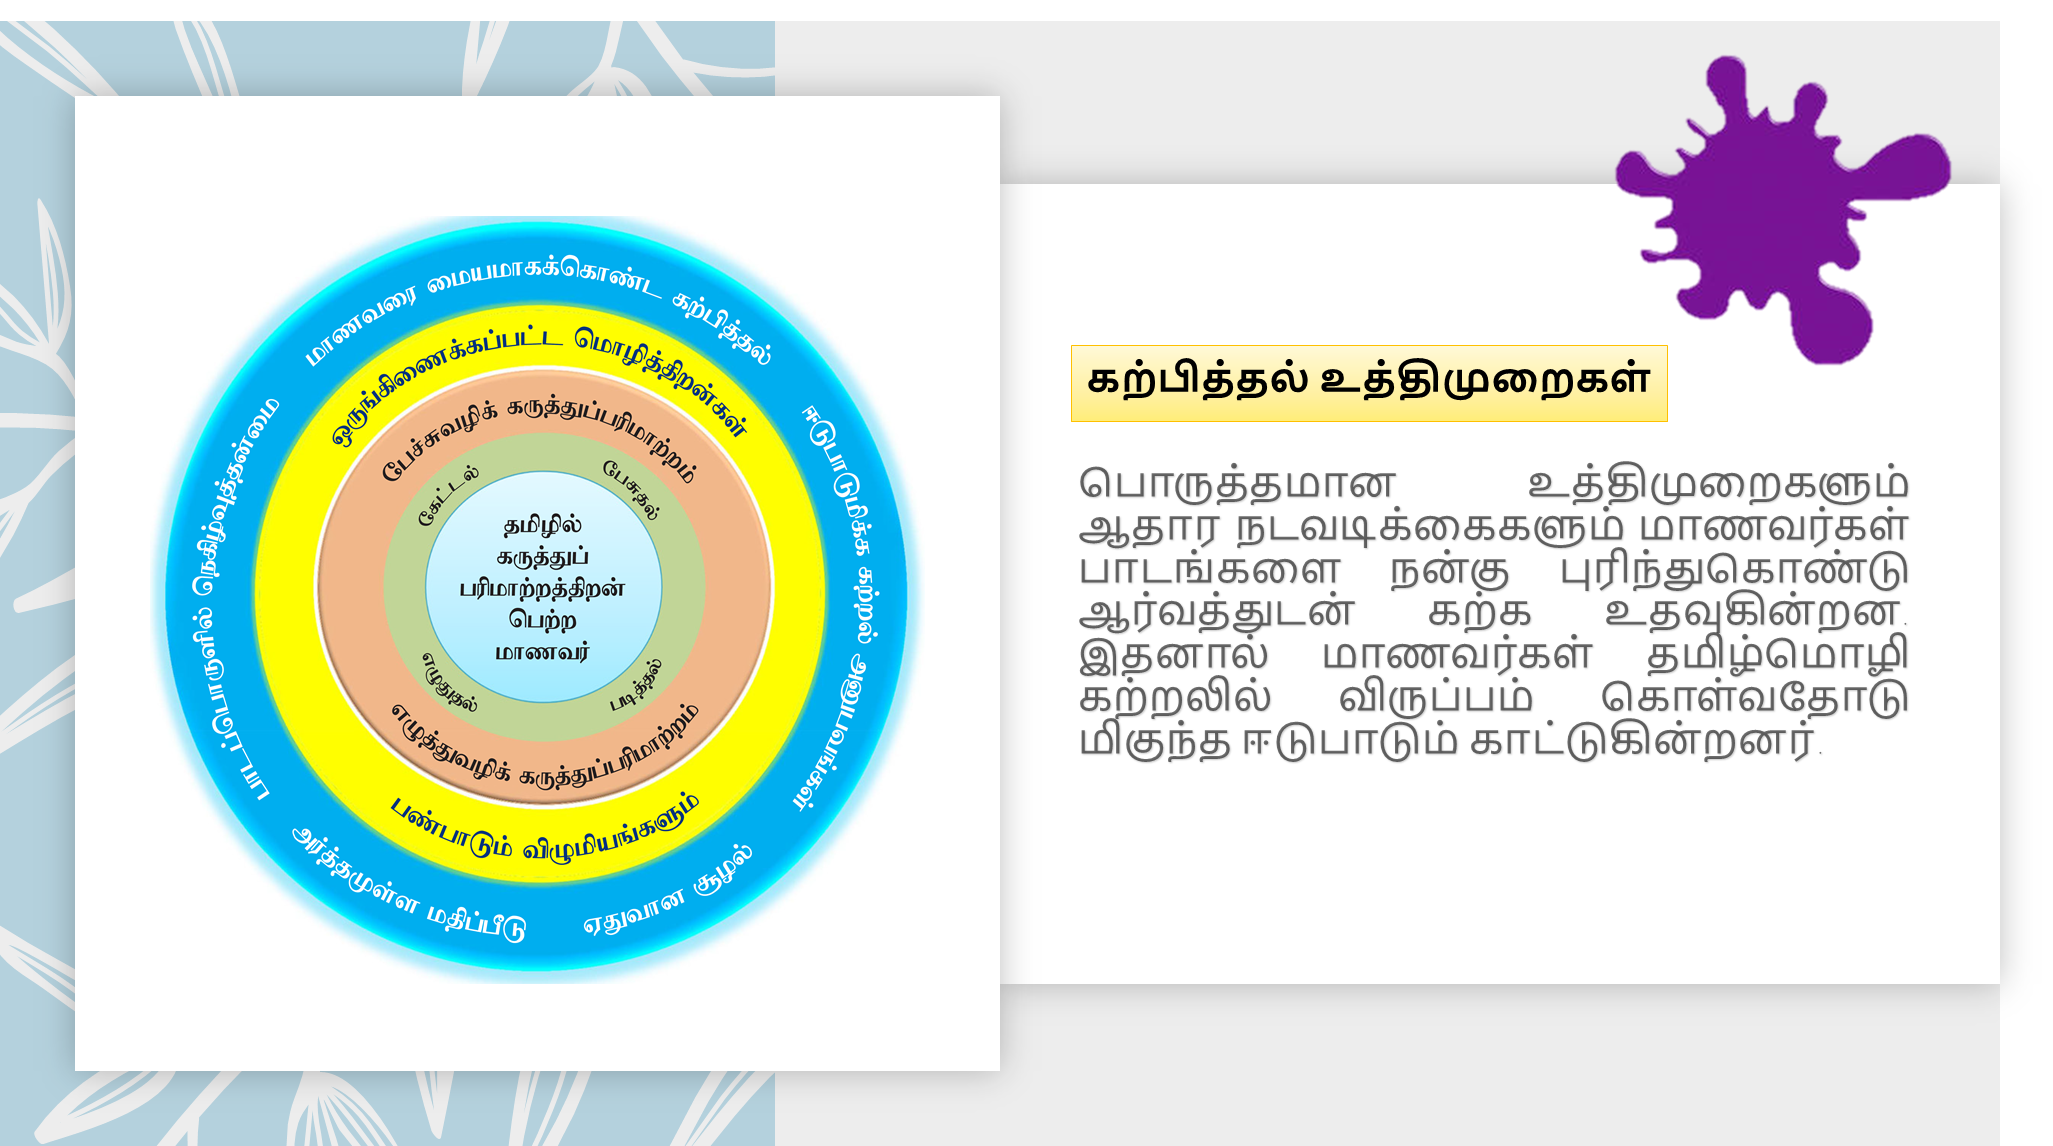 மாணவரை மையமாகக்கொண்ட கற்பித்தல்
ஈடுபாடுமிக்க கற்றல் அனுபவங்கள்
ஏதுவான சூழல்
அர்த்தமுள்ள மதிப்பீடு
பாடப்பொருளில் நெகிழ்வுத்தன்மை
ஒருங்கிணைக்கப்பட்ட மொழித்திறன்கள்
பண்பாடும் விழுமியங்களும்
பேச்சுவழிக் கருத்துப்பரிமாற்றம்
எழுத்துவழிக் கருத்துப்பரிமாற்றம்
கேட்டல்
பேசுதல்
எழுதுதல்
படித்தல்
தமிழில்
கருத்துப்
பரிமாற்றத்திறன்
பெற்ற
மாணவர்
கற்பித்தல் உத்திமுறைகள்
பொருத்தமான உத்திமுறைகளும்
ஆதார நடவடிக்கைகளும் மாணவர்கள்
பாடங்களை நன்கு புரிந்துகொண்டு
ஆர்வத்துடன் கற்க உதவுகின்றன.
இதனால் மாணவர்கள் தமிழ்மொழி
கற்றலில் விருப்பம் கொள்வதோடு
மிகுந்த ஈடுபாடும் காட்டுகின்றனர்.